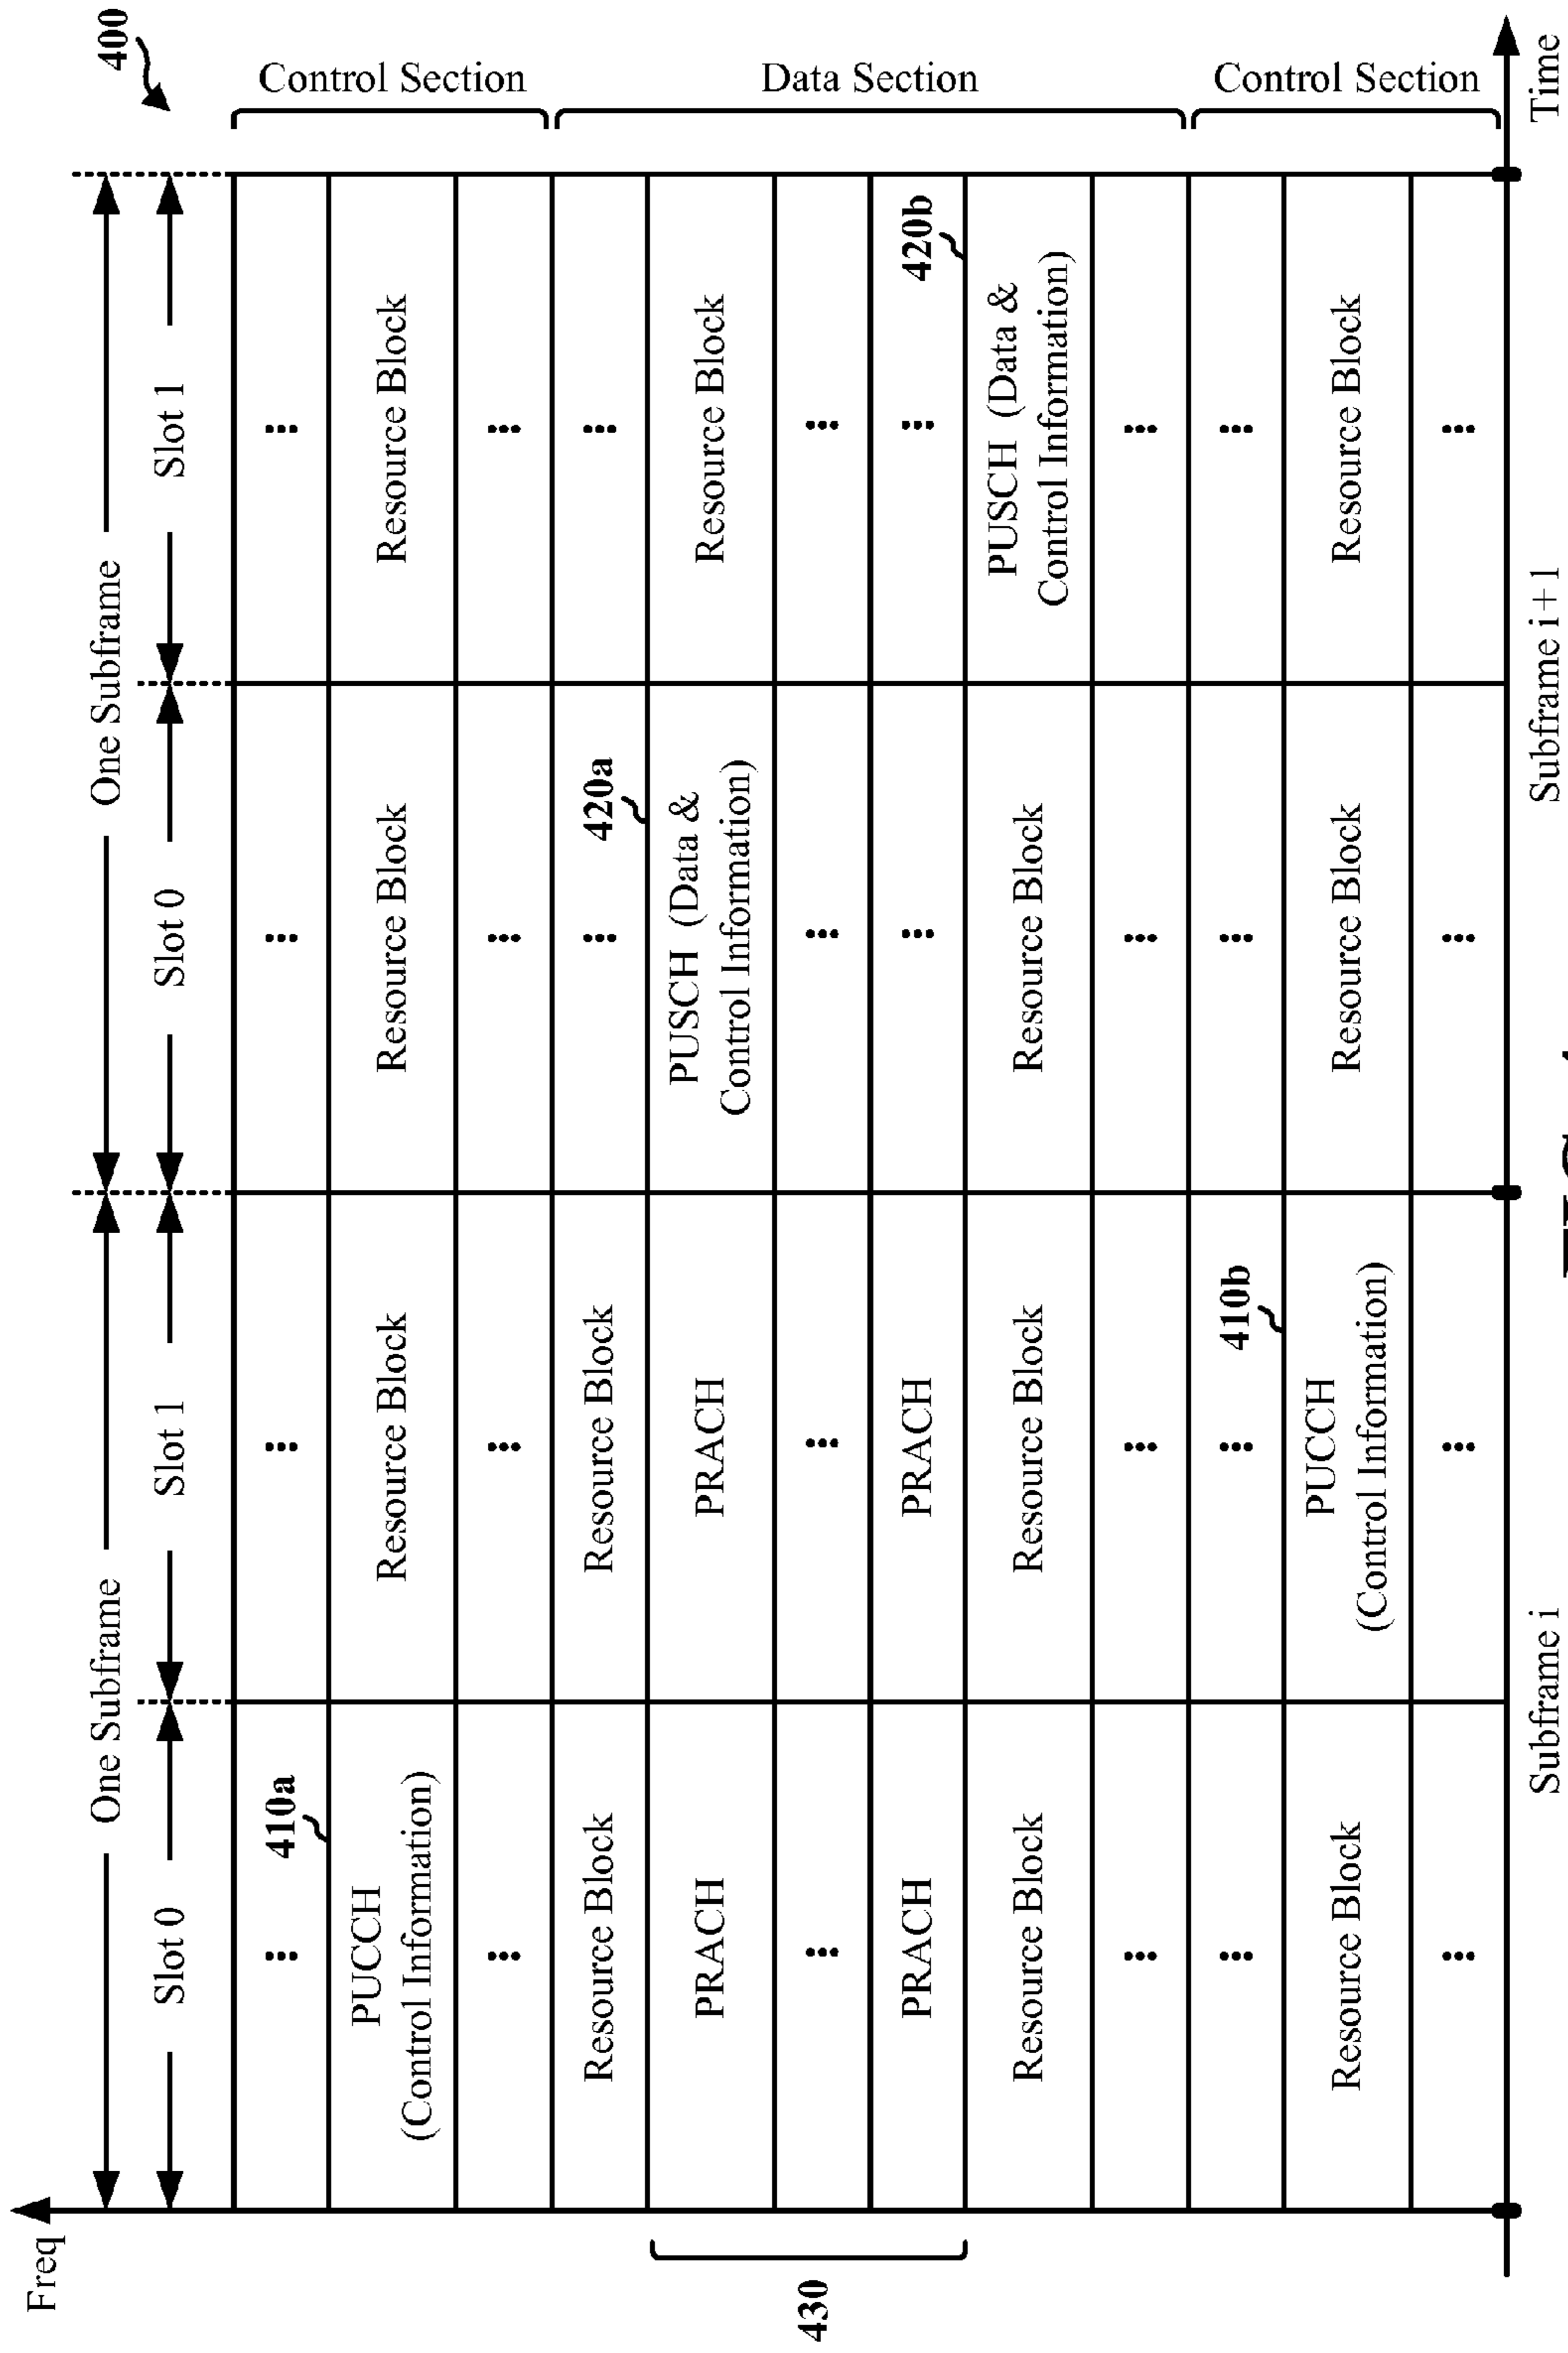 400
One Subframe
One Subframe
Slot 0
Slot 1
Slot 0
Slot 1
Freq
Control Section
Data Section
Control Section
410a
⋮
⋮
⋮
⋮
PUCCH
(Control Information)
Resource Block
Resource Block
Resource Block
⋮
⋮
⋮
⋮
Resource Block
Resource Block
⋮
420a
⋮
430
PRACH
PRACH
PUSCH (Data &
Control Information)
Resource Block
⋮
⋮
⋮
⋮
PRACH
PRACH
⋮
⋮
420b
Resource Block
Resource Block
Resource Block
PUSCH (Data &
Control Information)
⋮
⋮
⋮
⋮
⋮
⋮
410b
⋮
⋮
Resource Block
PUCCH
(Control Information)
Resource Block
Resource Block
⋮
⋮
⋮
⋮
Subframe i
Subframe i + 1
Time